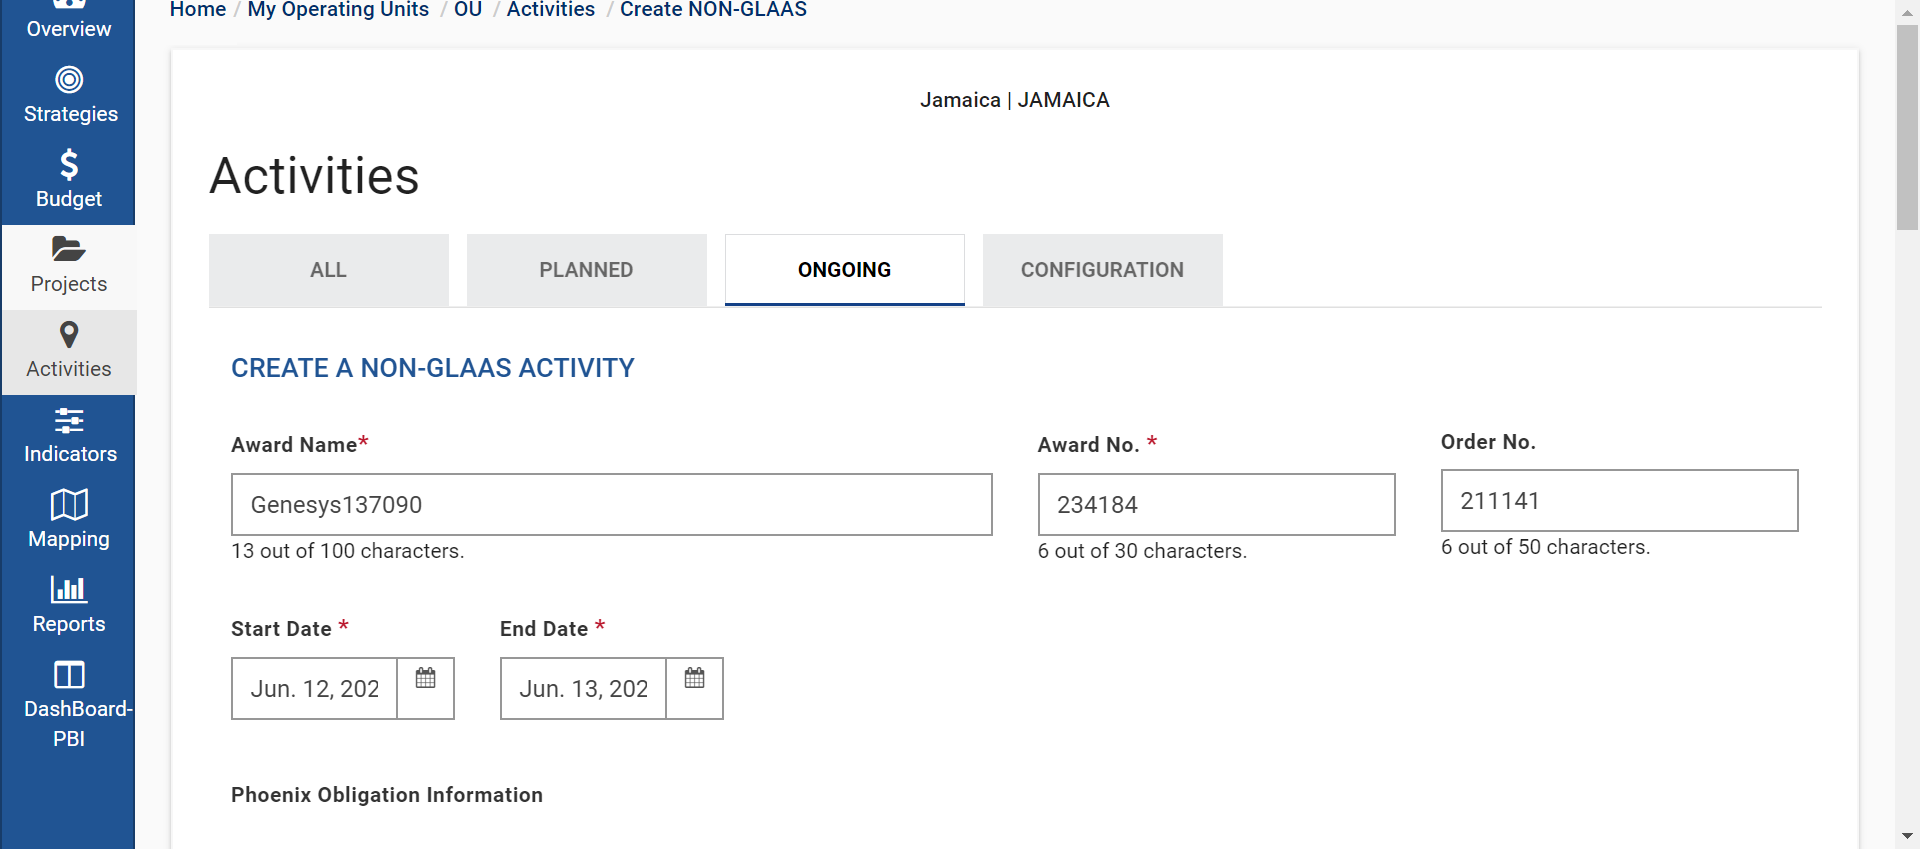 Home / My Operating Units / OU / Activities / Create NON-GLAAS
Overview
Strategies
Budget
Projects
Activities
Indicators
Mapping
Reports
DashBoard-
PBI
Jamaica | JAMAICA
Activities
ALL
PLANNED
ONGOING
CONFIGURATION
CREATE A NON-GLAAS ACTIVITY
Award Name*
Genesys137090
13 out of 100 characters.
Award No. *
234184
6 out of 30 characters.
Order No.
211141
6 out of 50 characters.
Start Date *
Jun. 12, 202
End Date *
Jun. 13, 202
Phoenix Obligation Information